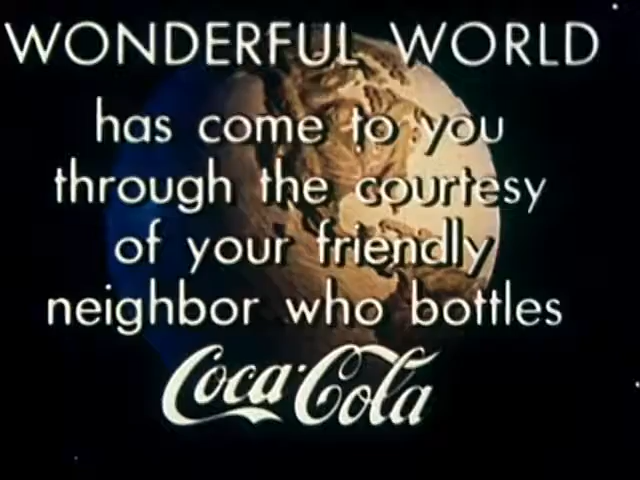 WONDERFUL WORLD
has come to you
through the courtesy
of your friendly
neighbor who bottles
Coca-Cola